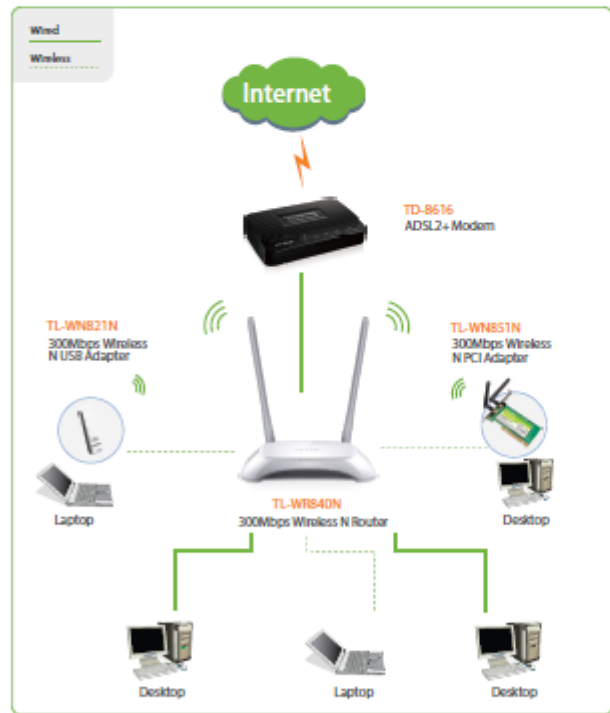 Wired
Wireless
Internet
TD-8616
ADSL2+ Modem
TL-WN821N
300Mbps Wireless
N USB Adapter
TL-WN851N
300Mbps Wireless
N PCI Adapter
Laptop
TL-WR840N
300Mbps Wireless N Router
Desktop
Desktop
Laptop
Desktop